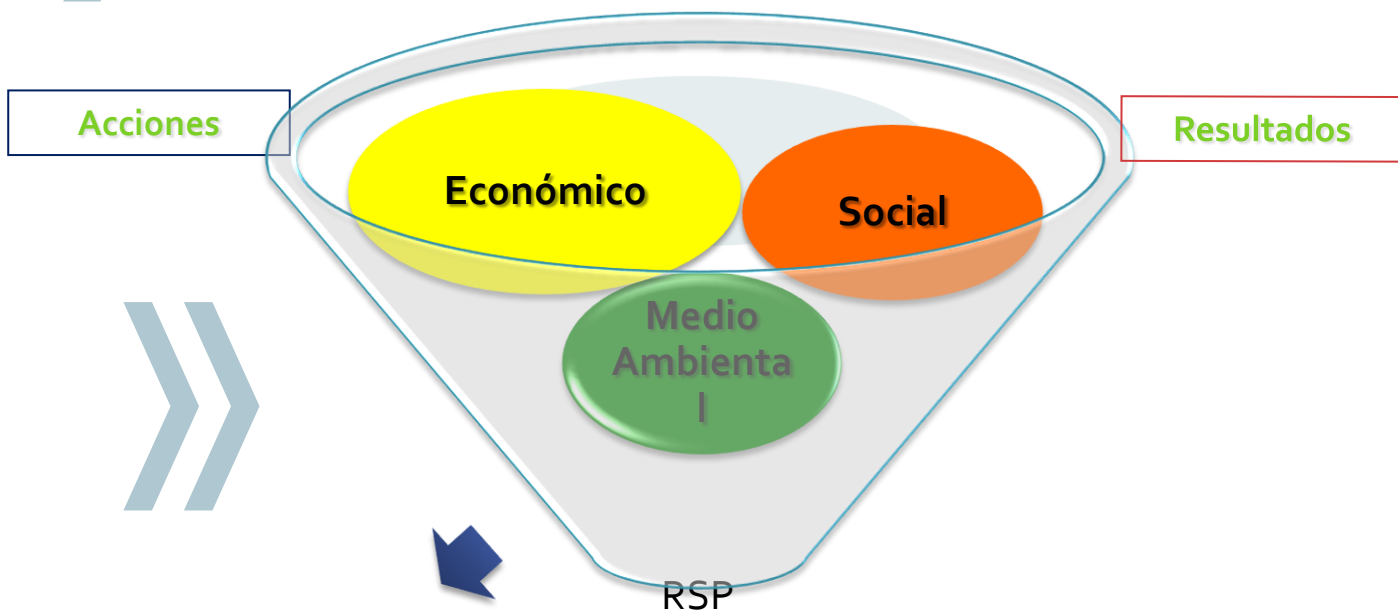 Acciones
Resultados
Económico
Social
Medio
Ambienta
l
RSP